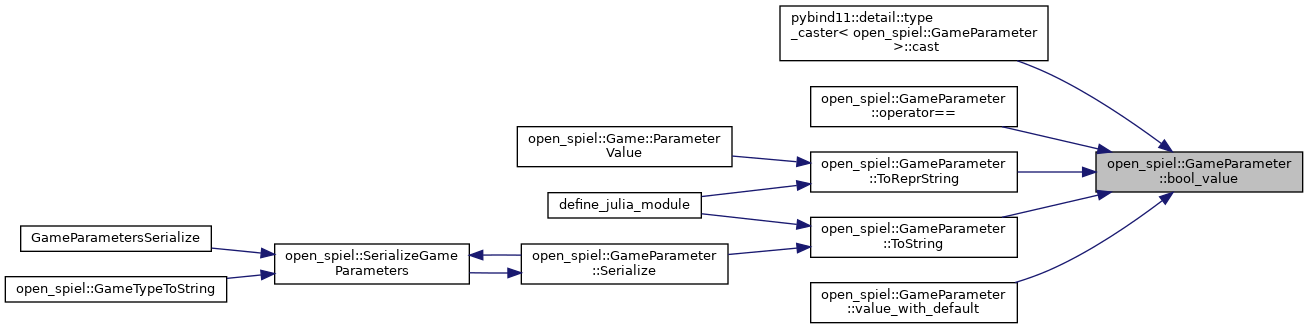 pybind11::detail::type
_caster< open_spiel::GameParameter
>::cast
open_spiel::GameParameter
::operator==
open_spiel::Game::Parameter
Value
open_spiel::GameParameter
::ToReprString
open_spiel::GameParameter
::bool_value
define_julia_module
open_spiel::GameParameter
::ToString
GameParametersSerialize
open_spiel::SerializeGame
Parameters
open_spiel::GameParameter
::Serialize
open_spiel::GameTypeToString
open_spiel::GameParameter
::value_with_default